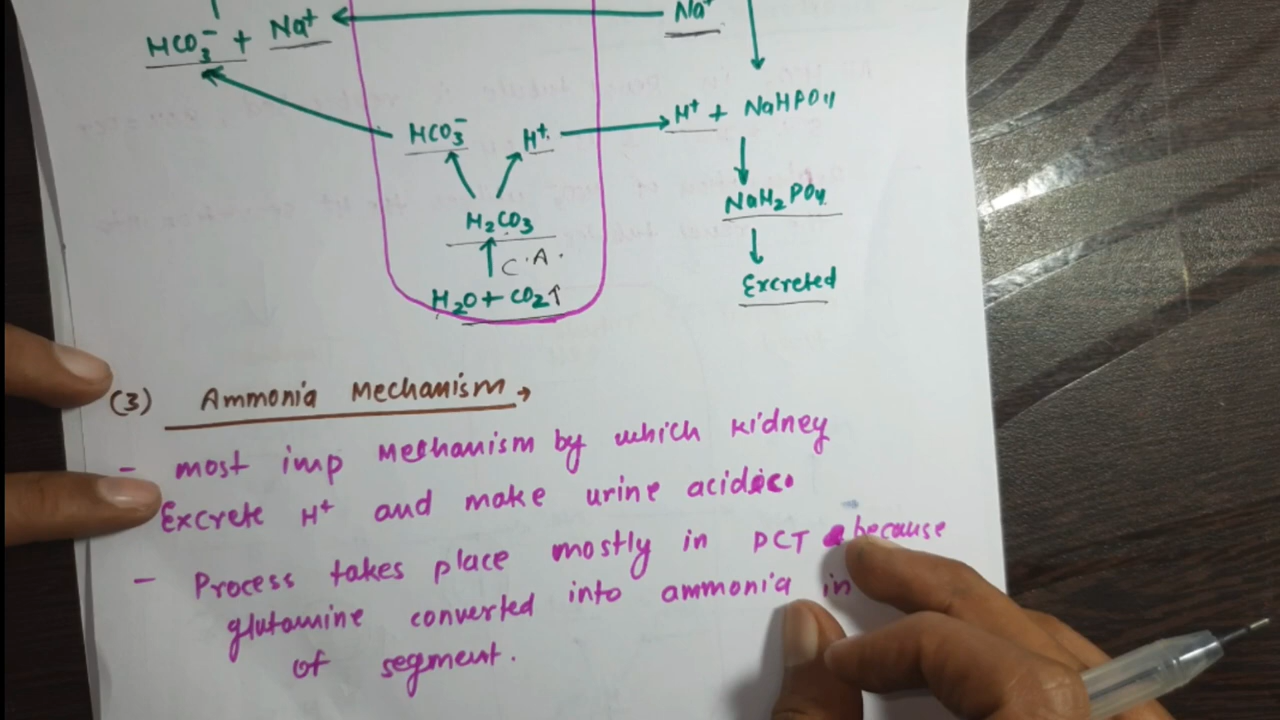 HCO3⁻ + Na⁺ Na⁺
HCO3⁻ H⁺ H⁺ + NaHPO4
NaH2PO4
H2CO3
C.A.
H2O + CO2↑ Excreted
(3) Ammonia Mechanism →
- most imp Mechanism by which kidney
Excrete H⁺ and make urine acidic.
- Process takes place mostly in PCT because
glutamine converted into ammonia in
of segment.